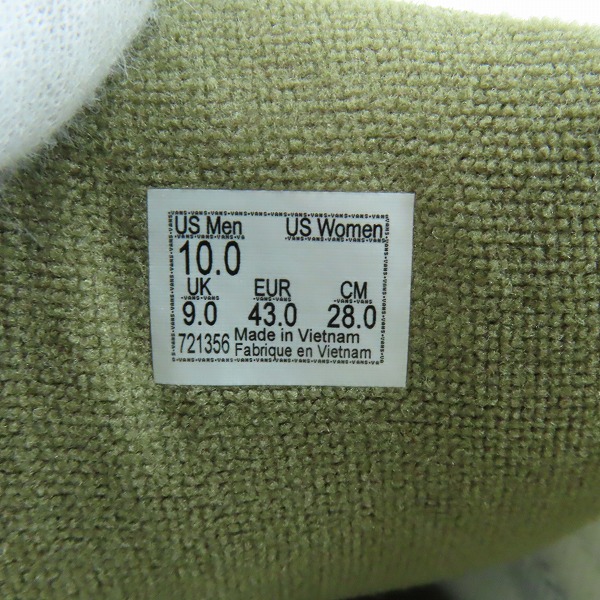 US Men US Women
10.0
UK EUR CM
9.0 43.0 28.0
721356 Made in Vietnam
Fabrique en Vietnam